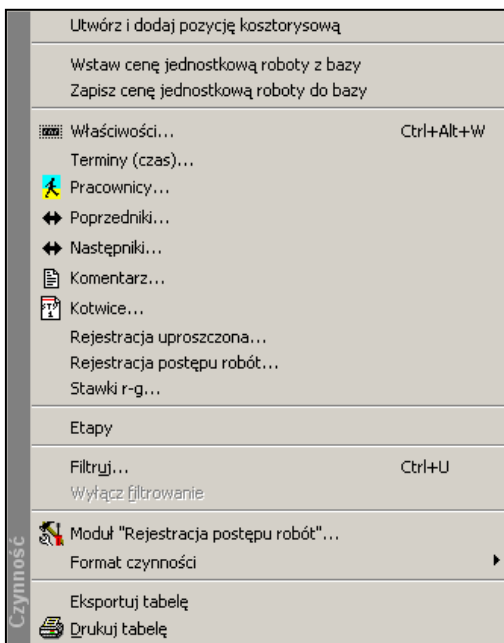 Utwórz i dodaj pozycję kosztorysową
Wstaw cenę jednostkową roboty z bazy
Zapisz cenę jednostkową roboty do bazy
Właściwości... Ctrl+Alt+W
Terminy (czas)...
Pracownicy...
Poprzedniki...
Następniki...
Komentarz...
Kotwice...
Rejestracja uproszczona...
Rejestracja postępu robót...
Stawki r-g...
Etapy
Filtruj... Ctrl+U
Wyłącz filtrowanie
Moduł "Rejestracja postępu robót"...
Format czynności
Eksportuj tabelę
Drukuj tabelę
Czynność